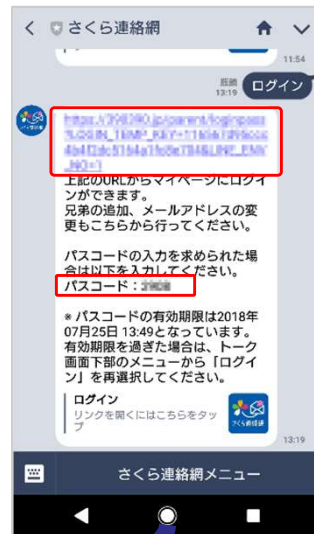 さくら連絡網
11:54
既読
13:19
ログイン
上記のURLからマイページにログイ
ンができます。
兄弟の追加、メールアドレスの変
更もこちらから行ってください。
パスコードの入力を求められた場
合は以下を入力してください。
パスコード：
※ パスコードの有効期限は2018年
07月25日 13:49となっています。
有効期限を過ぎた場合は、トーク
画面下部のメニューから「ログイ
ン」を再選択してください。
ログイン
リンクを開くにはこちらをタッ
プ
さくら連絡網
13:19
さくら連絡網メニュー